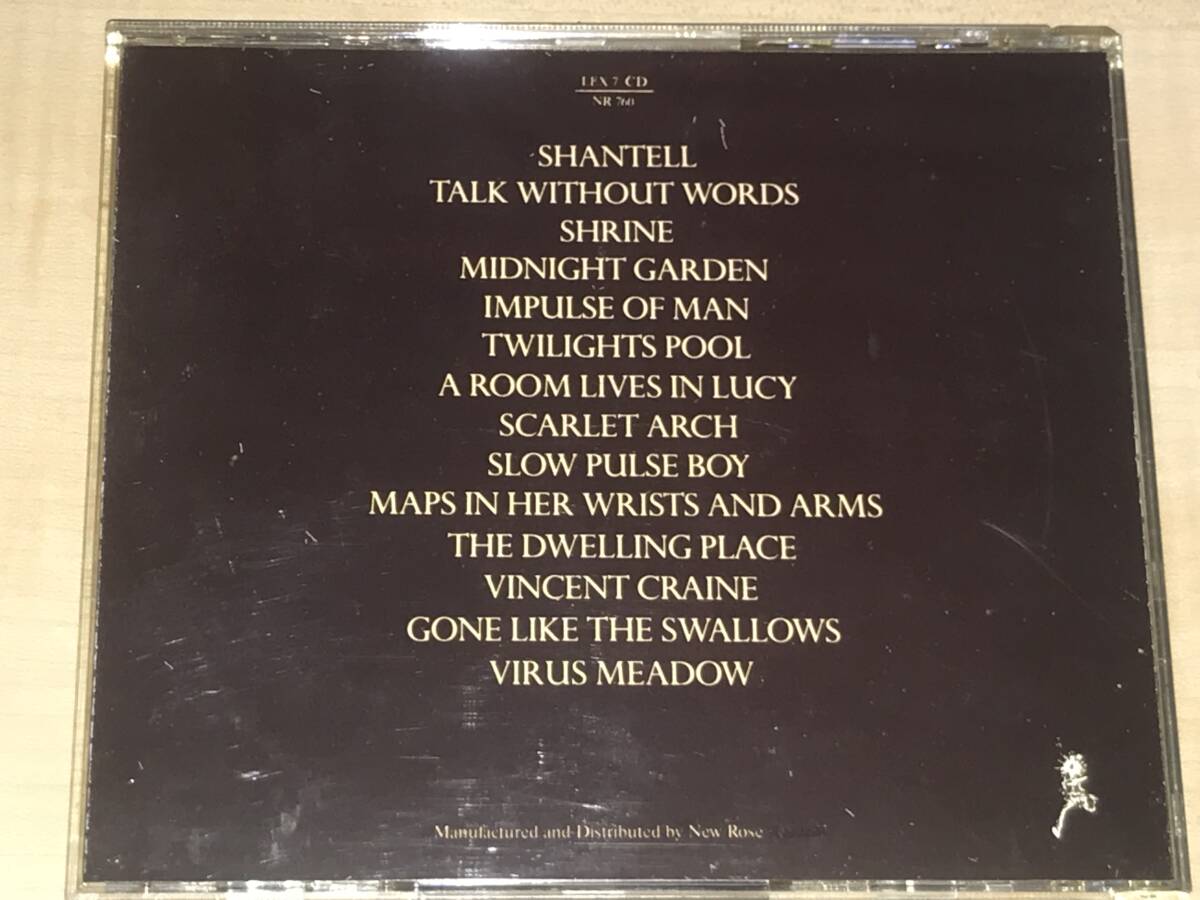 LEX 7 CD
NR 760
SHANTELL
TALK WITHOUT WORDS
SHRINE
MIDNIGHT GARDEN
IMPULSE OF MAN
TWILIGHTS POOL
A ROOM LIVES IN LUCY
SCARLET ARCH
SLOW PULSE BOY
MAPS IN HER WRISTS AND ARMS
THE DWELLING PLACE
VINCENT CRAINE
GONE LIKE THE SWALLOWS
VIRUS MEADOW
Manufactured and Distributed by New Rose